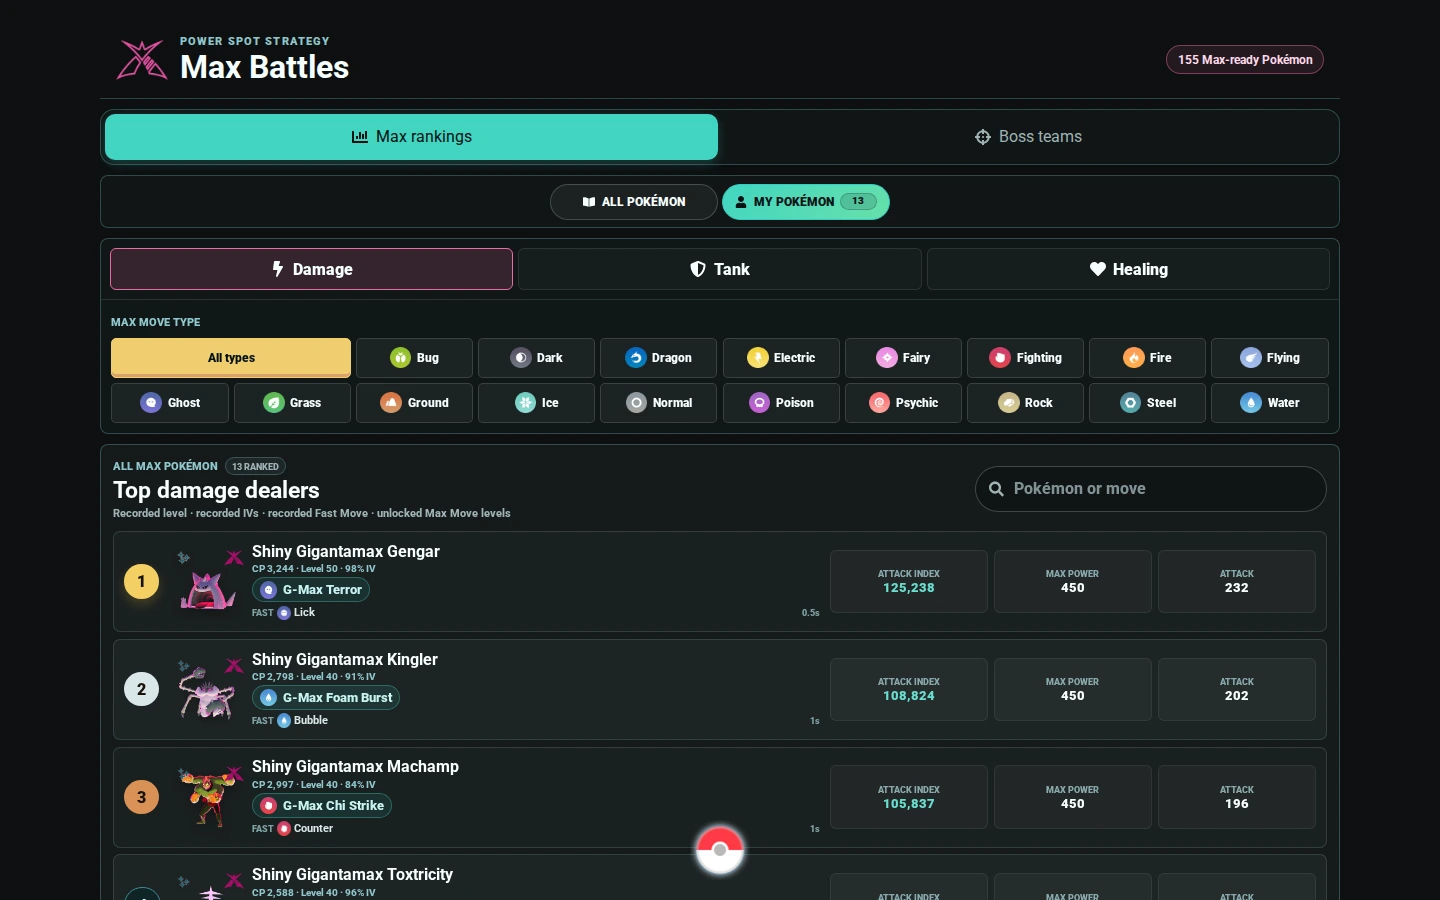 POWER SPOT STRATEGY
Max Battles
155 Max-ready Pokémon
Max rankings
Boss teams
ALL POKÉMON
MY POKÉMON 13
Damage
Tank
Healing
MAX MOVE TYPE
All types
Bug
Dark
Dragon
Electric
Fairy
Fighting
Fire
Flying
Ghost
Grass
Ground
Ice
Normal
Poison
Psychic
Rock
Steel
Water
ALL MAX POKÉMON 13 RANKED
Top damage dealers
Recorded level · recorded IVs · recorded Fast Move · unlocked Max Move levels
Pokémon or move
1
Shiny Gigantamax Gengar
CP 3,244 · Level 50 · 98% IV
G-Max Terror
FAST Lick
0.5s
ATTACK INDEX
125,238
MAX POWER
450
ATTACK
232
2
Shiny Gigantamax Kingler
CP 2,798 · Level 40 · 91% IV
G-Max Foam Burst
FAST Bubble
1s
ATTACK INDEX
108,824
MAX POWER
450
ATTACK
202
3
Shiny Gigantamax Machamp
CP 2,997 · Level 40 · 84% IV
G-Max Chi Strike
FAST Counter
1s
ATTACK INDEX
105,837
MAX POWER
450
ATTACK
196
Shiny Gigantamax Toxtricity
CP 2,588 · Level 40 · 96% IV
ATTACK INDEX
MAX POWER
ATTACK